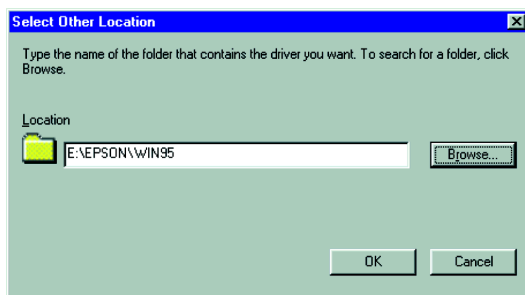 Select Other Location
Type the name of the folder that contains the driver you want. To search for a folder, click
Browse.
Location
E:\EPSON\WIN95
Browse...
OK
Cancel